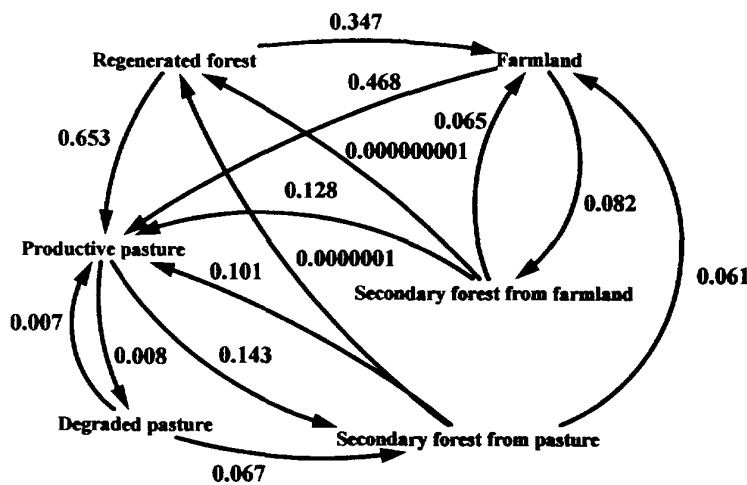 0.347
Regenerated forest
Farmland
0.468
0.065
0.653
0.000000001
0.128
0.082
Productive pasture
0.101
0.0000001
0.061
Secondary forest from farmland
0.007
0.008
0.143
Degraded pasture
Secondary forest from pasture
0.067